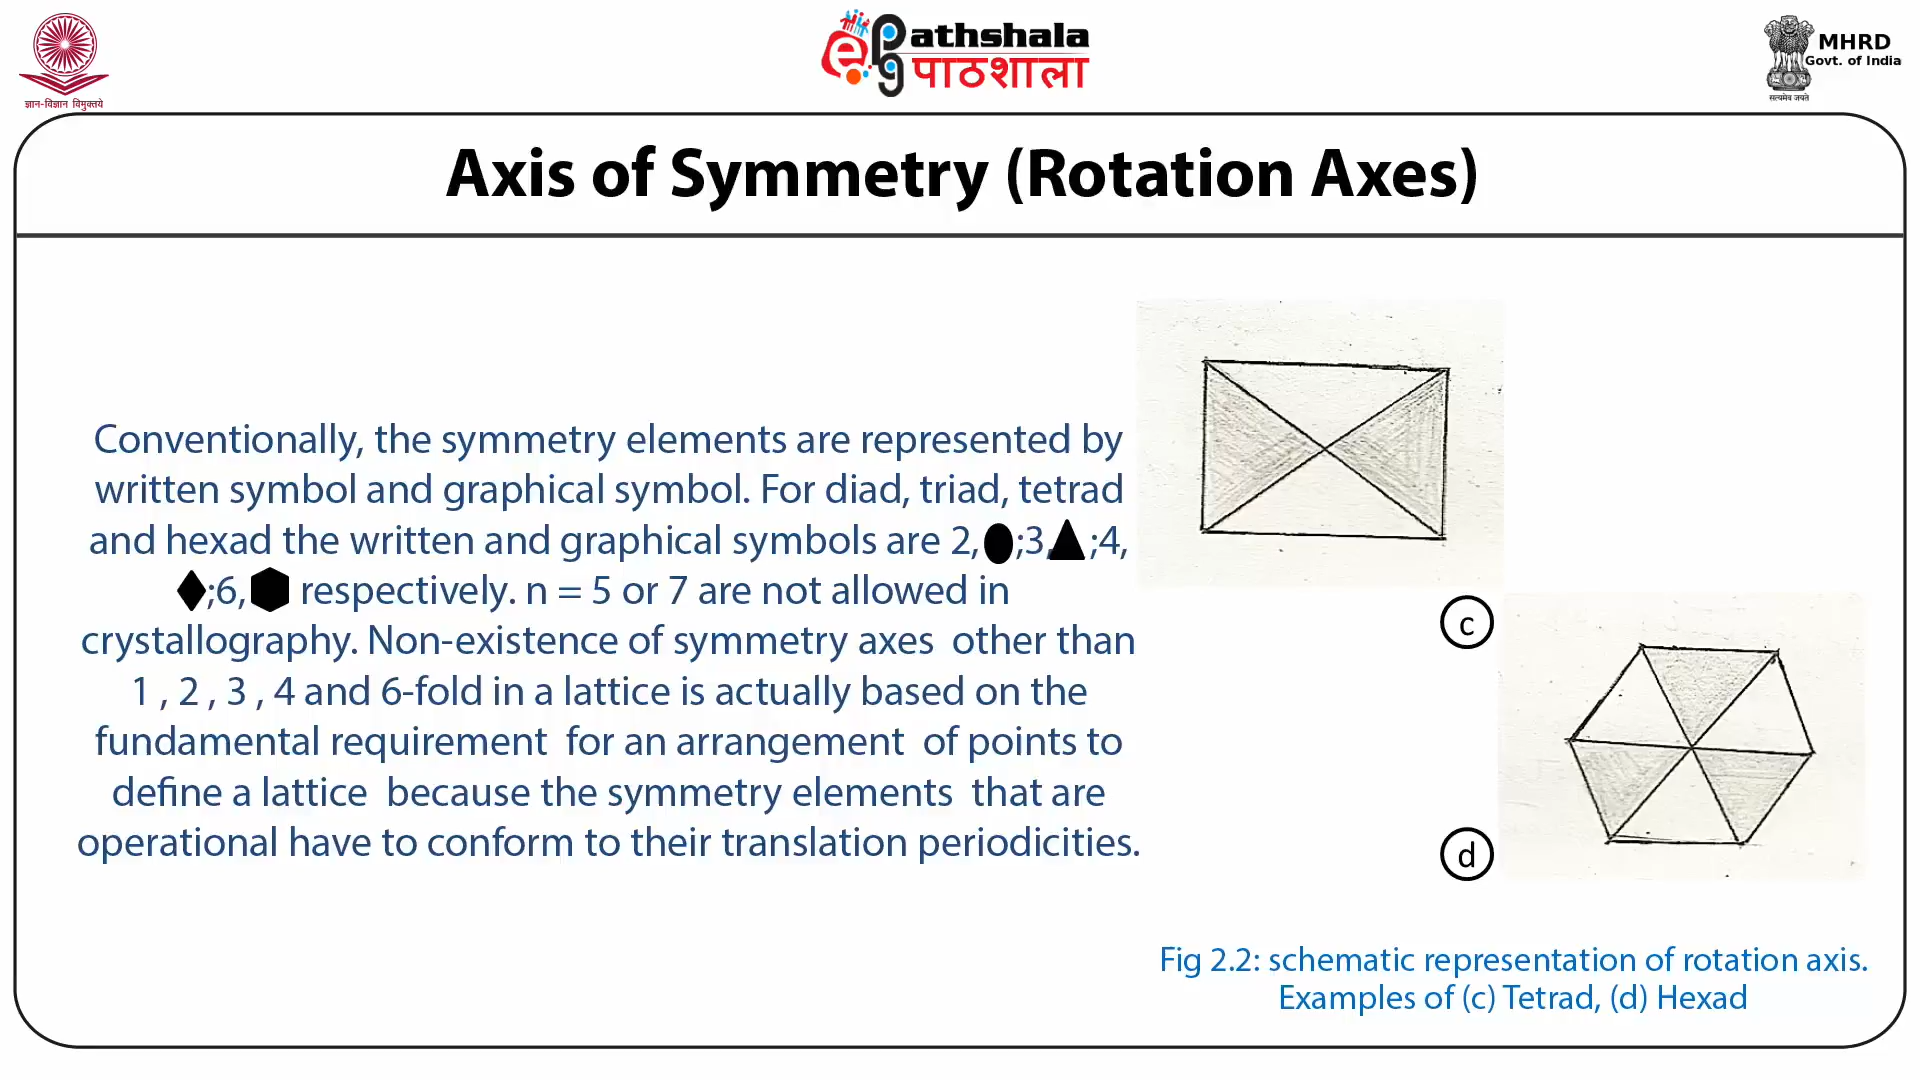 ज्ञान-विज्ञान विमुक्तये
ePathshala
पाठशाला
MHRD
Govt. of India
सत्यमेव जयते
Axis of Symmetry (Rotation Axes)
Conventionally, the symmetry elements are represented by
written symbol and graphical symbol. For diad, triad, tetrad
and hexad the written and graphical symbols are 2,⬮;3,▲;4,
♦;6,⬢ respectively. n = 5 or 7 are not allowed in
crystallography. Non-existence of symmetry axes other than
1 , 2 , 3 , 4 and 6-fold in a lattice is actually based on the
fundamental requirement for an arrangement of points to
define a lattice because the symmetry elements that are
operational have to conform to their translation periodicities.
c
d
Fig 2.2: schematic representation of rotation axis.
Examples of (c) Tetrad, (d) Hexad